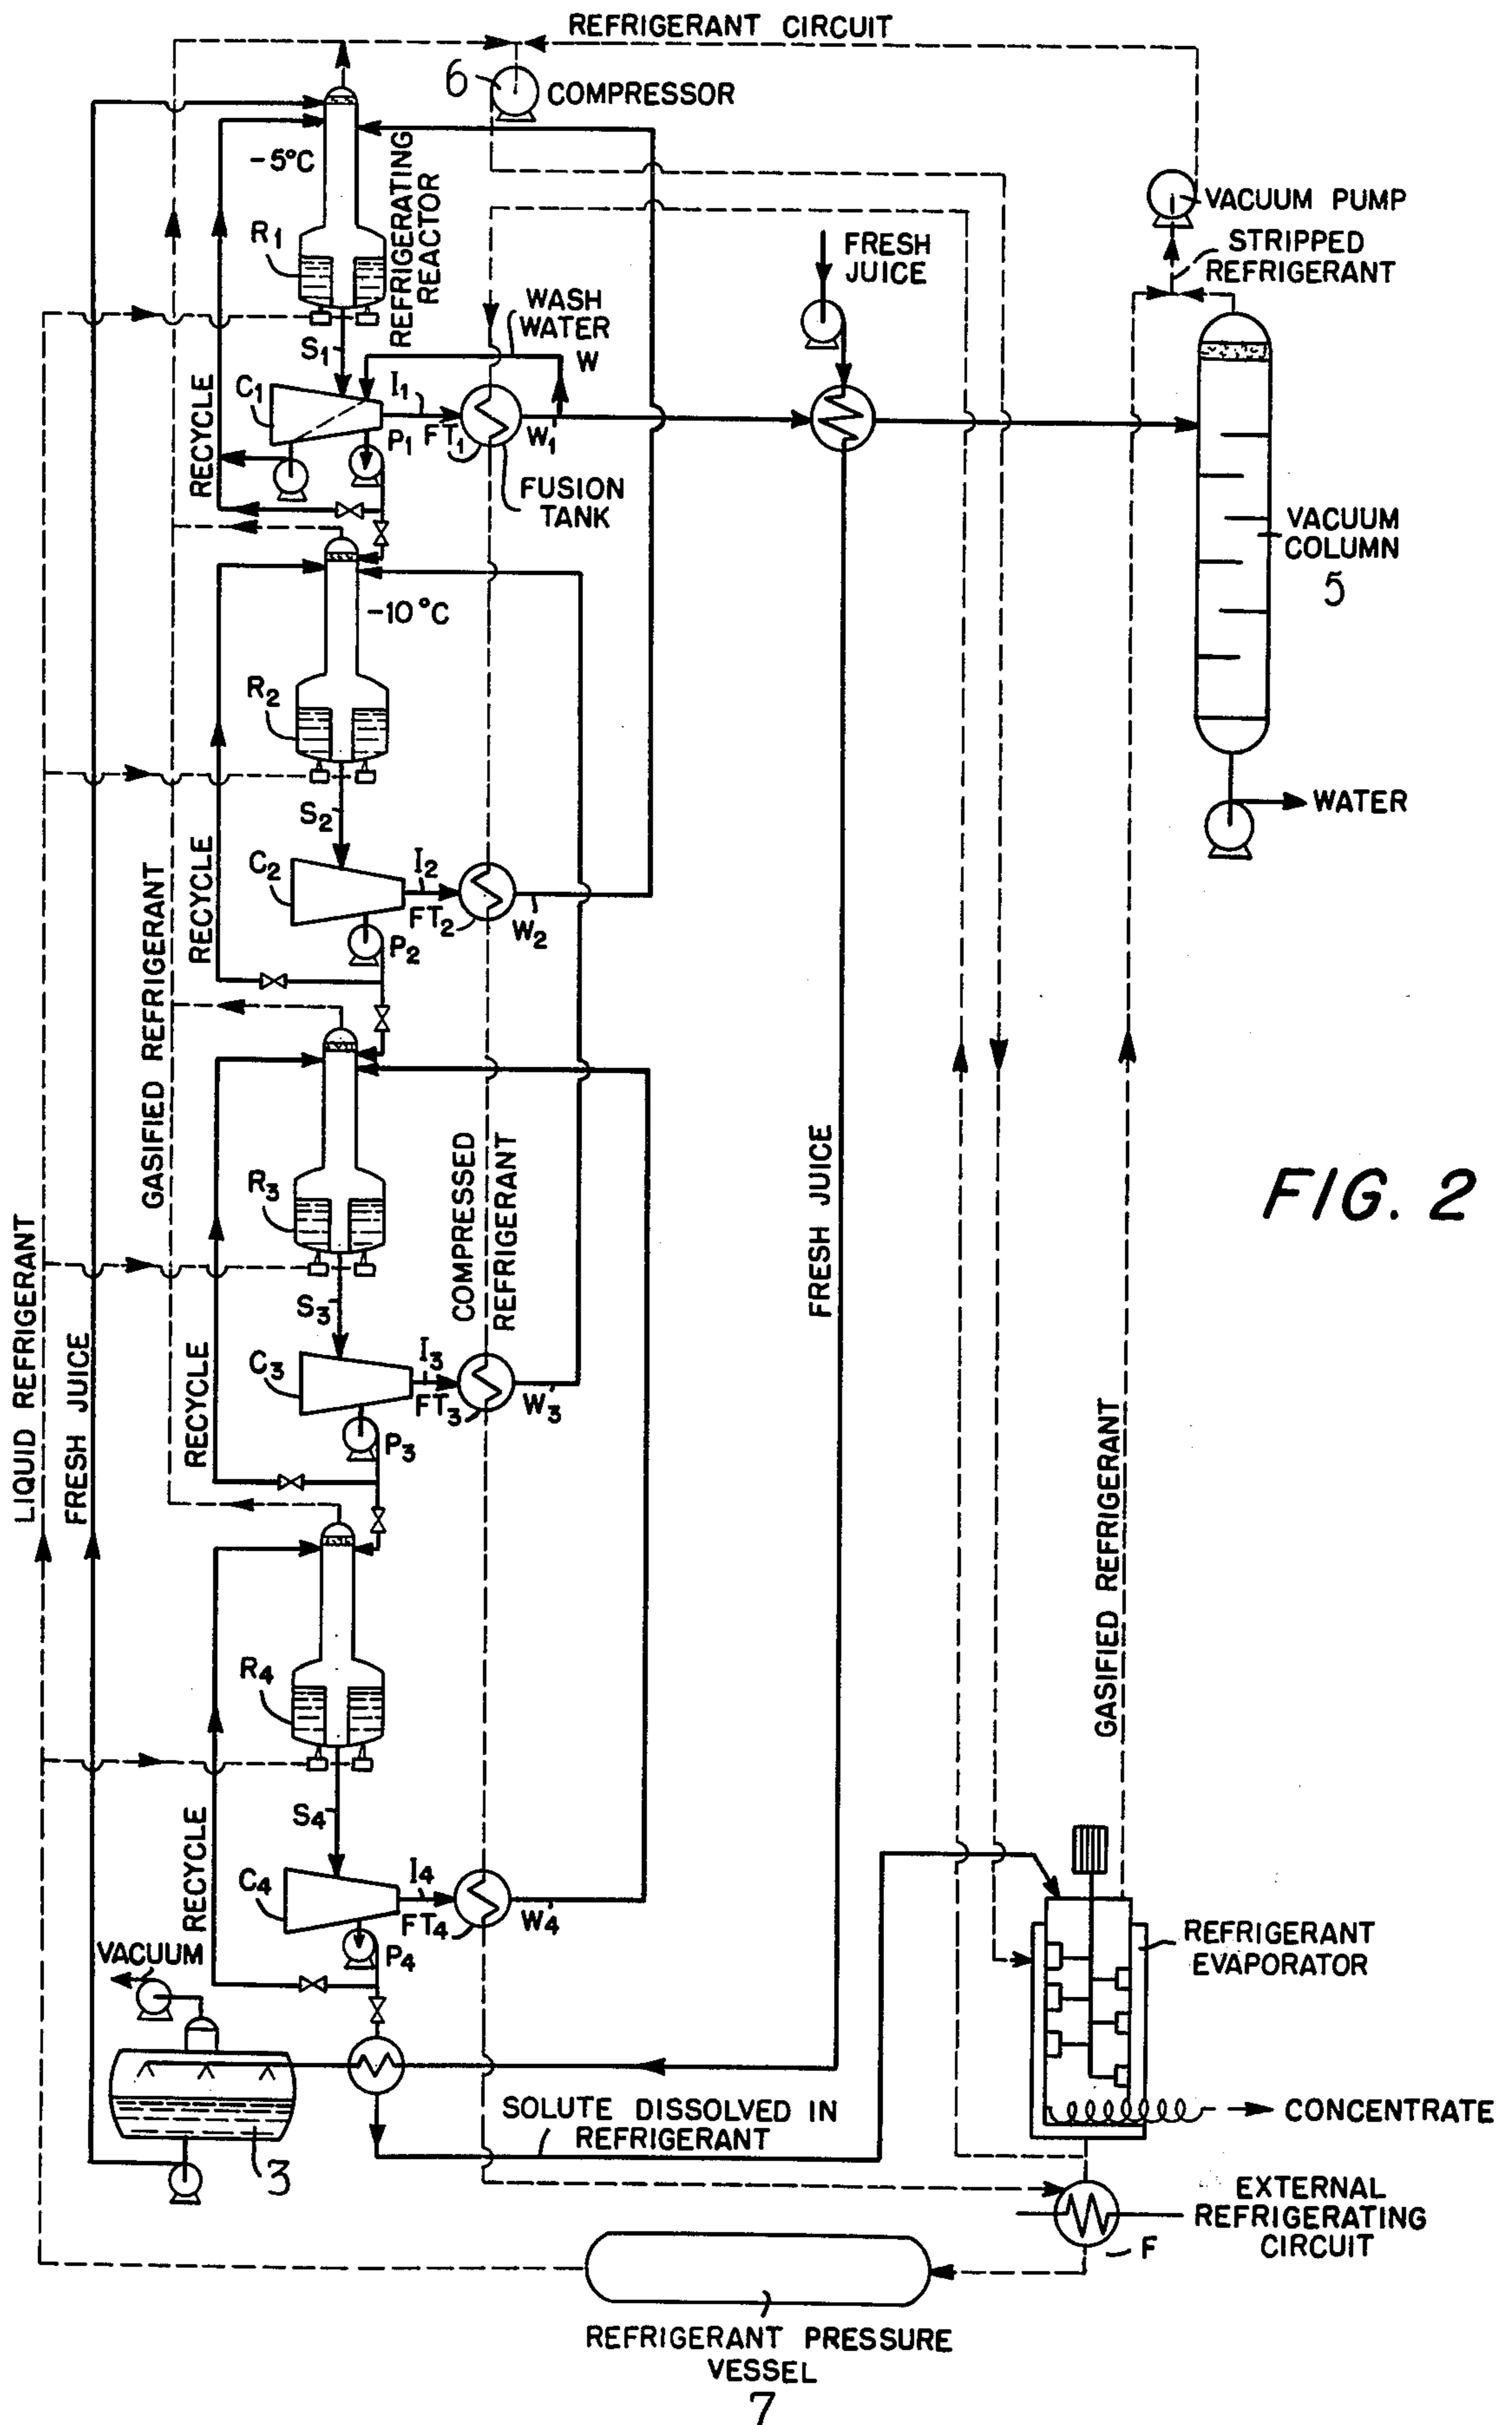 REFRIGERANT CIRCUIT
6
COMPRESSOR
-5°C
REFRIGERATING
REACTOR
R1
VACUUM PUMP
STRIPPED
REFRIGERANT
FRESH
JUICE
WASH
WATER
W
S1
C1
I1
FT1
W1
P1
RECYCLE
FUSION
TANK
VACUUM
COLUMN
5
-10°C
R2
WATER
S2
C2
I2
FT2
W2
P2
RECYCLE
GASIFIED REFRIGERANT
R3
COMPRESSED
REFRIGERANT
FRESH JUICE
FIG. 2
LIQUID REFRIGERANT
FRESH JUICE
S3
C3
I3
FT3
W3
P3
RECYCLE
GASIFIED REFRIGERANT
R4
S4
C4
I4
FT4
W4
P4
RECYCLE
VACUUM
REFRIGERANT
EVAPORATOR
3
SOLUTE DISSOLVED IN
REFRIGERANT
CONCENTRATE
EXTERNAL
REFRIGERATING
CIRCUIT
F
REFRIGERANT PRESSURE
VESSEL
7